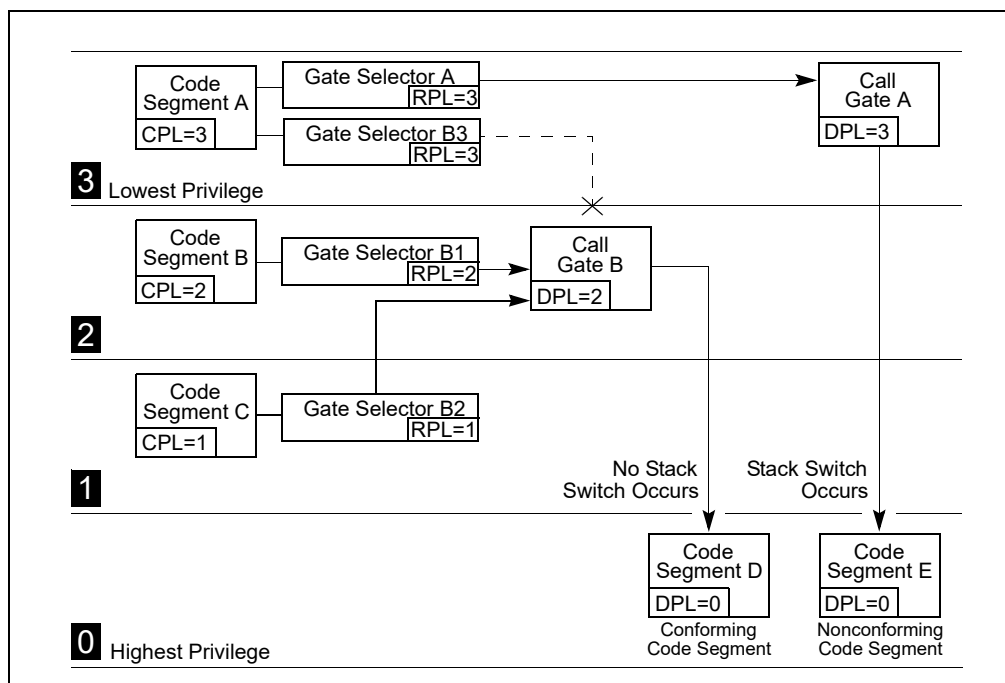 Code
Segment A
CPL=3
Gate Selector A
RPL=3
Gate Selector B3
RPL=3
Call
Gate A
DPL=3
3 Lowest Privilege
Code
Segment B
CPL=2
Gate Selector B1
RPL=2
Call
Gate B
DPL=2
2
Code
Segment C
CPL=1
Gate Selector B2
RPL=1
1
No Stack
Switch Occurs
Stack Switch
Occurs
Code
Segment D
DPL=0
Conforming
Code Segment
Code
Segment E
DPL=0
Nonconforming
Code Segment
0 Highest Privilege